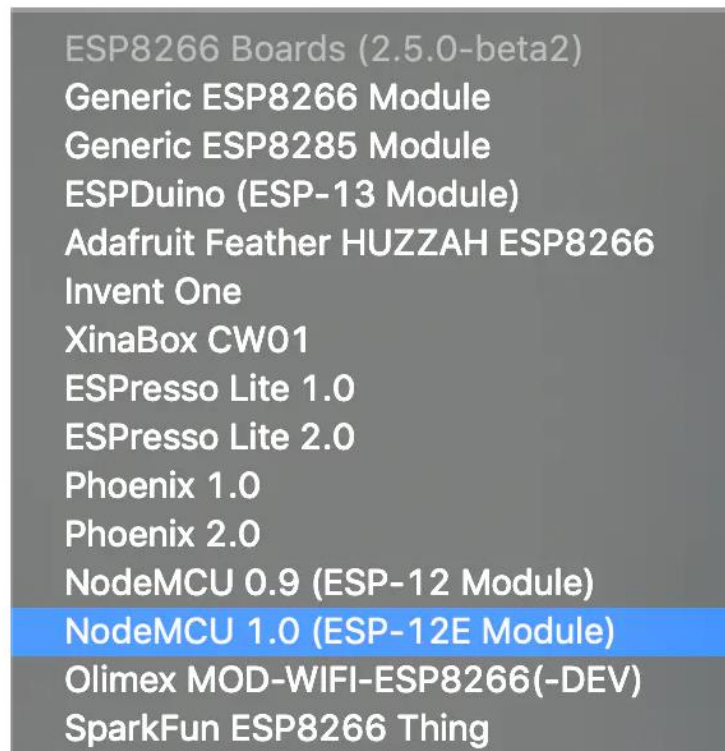 ESP8266 Boards (2.5.0-beta2)
Generic ESP8266 Module
Generic ESP8285 Module
ESPDuino (ESP-13 Module)
Adafruit Feather HUZZAH ESP8266
Invent One
XinaBox CW01
ESPresso Lite 1.0
ESPresso Lite 2.0
Phoenix 1.0
Phoenix 2.0
NodeMCU 0.9 (ESP-12 Module)
NodeMCU 1.0 (ESP-12E Module)
Olimex MOD-WIFI-ESP8266(-DEV)
SparkFun ESP8266 Thing